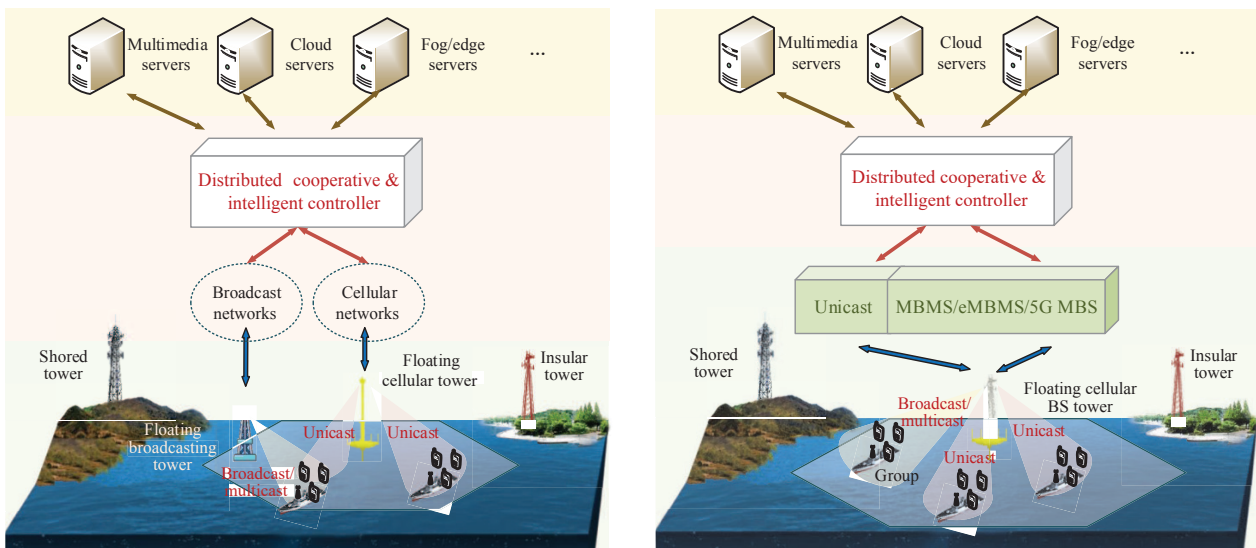 Multimedia
servers
Cloud
servers
Fog/edge
servers
...
Distributed cooperative &
intelligent controller
Broadcast
networks
Cellular
networks
Shored
tower
Floating
cellular tower
Insular
tower
Floating
broadcasting
tower
Unicast
Unicast
Broadcast/
multicast
Multimedia
servers
Cloud
servers
Fog/edge
servers
...
Distributed cooperative &
intelligent controller
Unicast
MBMS/eMBMS/5G MBS
Shored
tower
Insular
tower
Floating cellular
BS tower
Broadcast/
multicast
Unicast
Unicast
Group